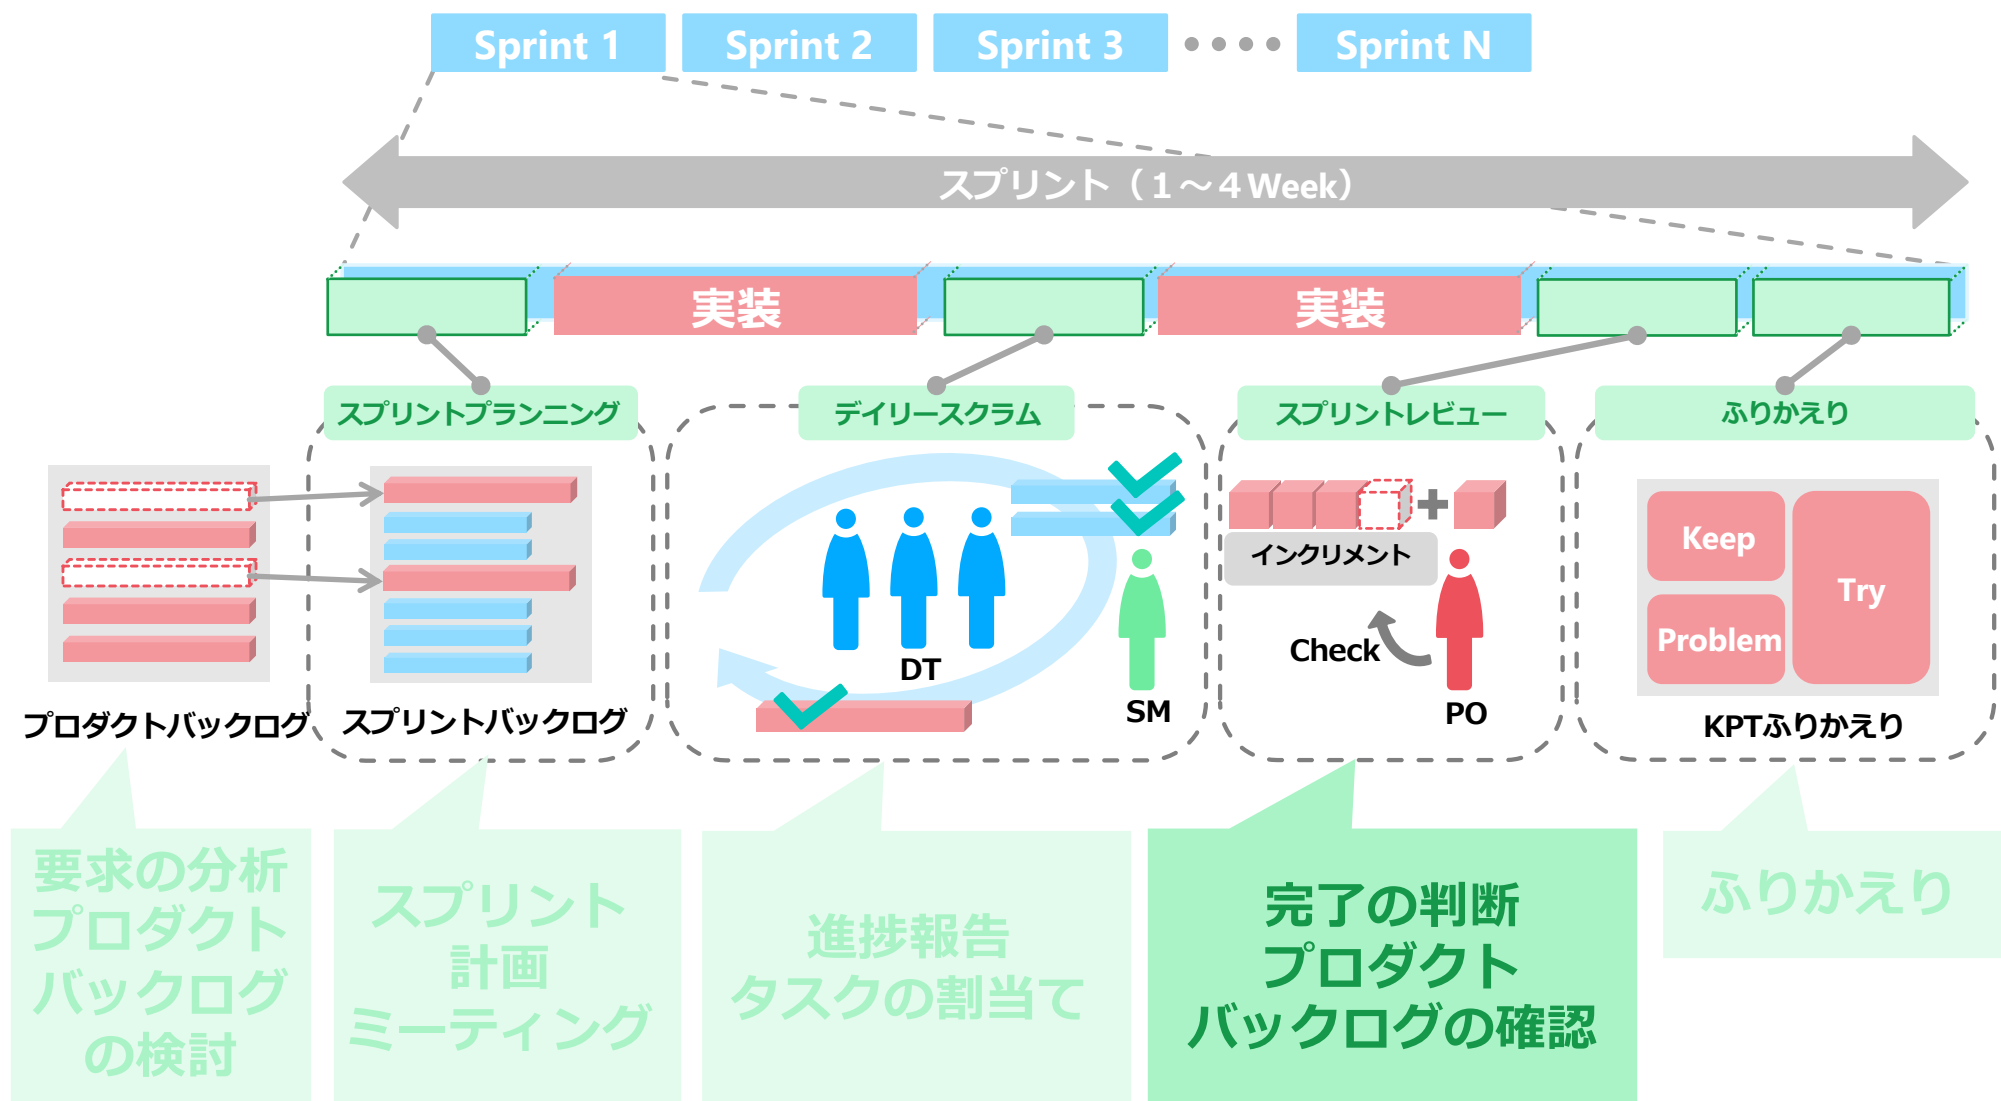 Sprint 1
Sprint 2
Sprint 3
Sprint N
スプリント（１～４Week）
実装
実装
スプリントプランニング
デイリースクラム
スプリントレビュー
ふりかえり
インクリメント
Keep
Problem
Try
Check
DT
SM
PO
プロダクトバックログ
スプリントバックログ
KPTふりかえり
要求の分析
プロダクト
バックログ
の検討
スプリント
計画
ミーティング
進捗報告
タスクの割当て
完了の判断
プロダクト
バックログの確認
ふりかえり